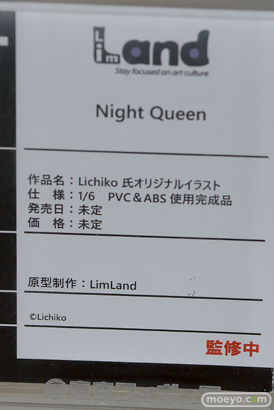 LimLand
Stay focused on art culture
Night Queen
作品名：Lichiko 氏オリジナルイラスト
仕　様：1/6　PVC＆ABS 使用完成品
発売日：未定
価　格：未定
原型制作：LimLand
©Lichiko
監修中
moeyo.com